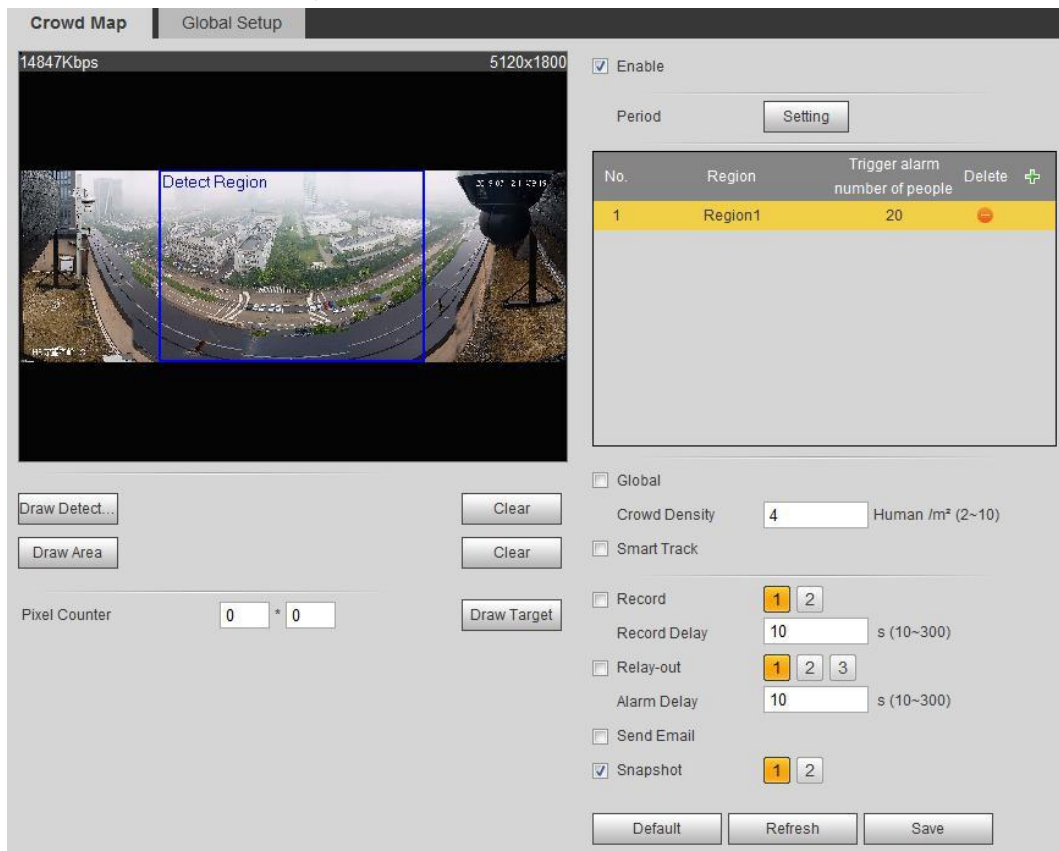 Crowd Map
Global Setup
14847Kbps
5120x1800
Detect Region
Draw Detect...
Clear
Draw Area
Clear
Pixel Counter
0 * 0
Draw Target
Enable
Period
Setting
No.
Region
Trigger alarm
number of people
Delete
1
Region1
20
Global
Crowd Density
4
Human /m² (2~10)
Smart Track
Record
1 2
Record Delay
10
s (10~300)
Relay-out
1 2 3
Alarm Delay
10
s (10~300)
Send Email
Snapshot
1 2
Default
Refresh
Save